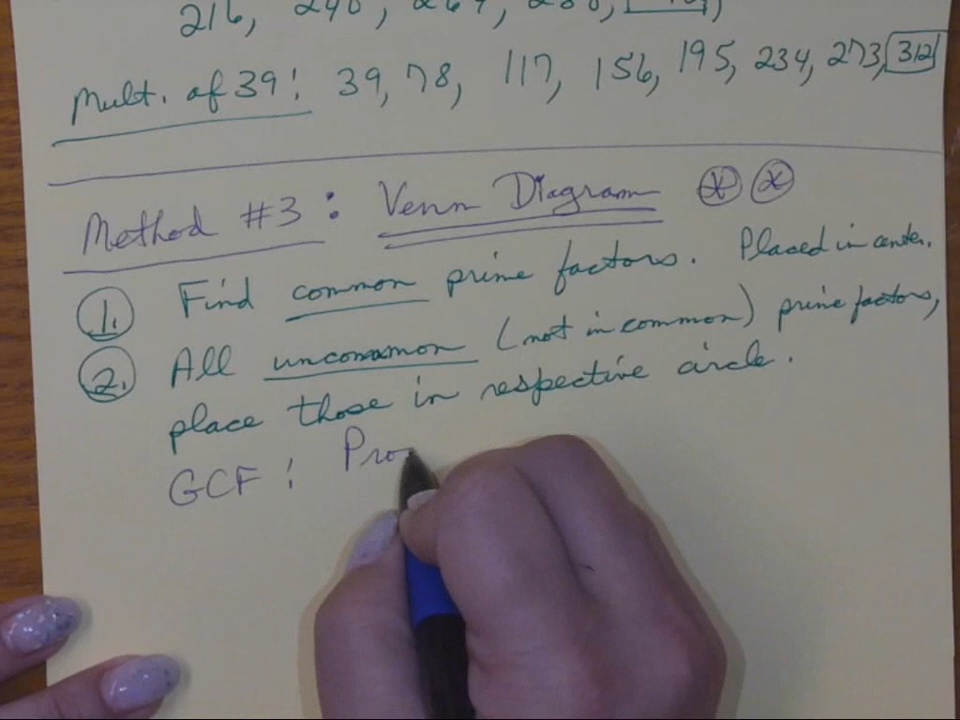 216,
Mult. of 39: 39, 78, 117, 156, 195, 234, 273, 312
Method #3: Venn Diagram
1. Find common prime factors. Placed in center.
2. All uncommon (not in common) prime factors,
place those in respective circle.
GCF: Pro